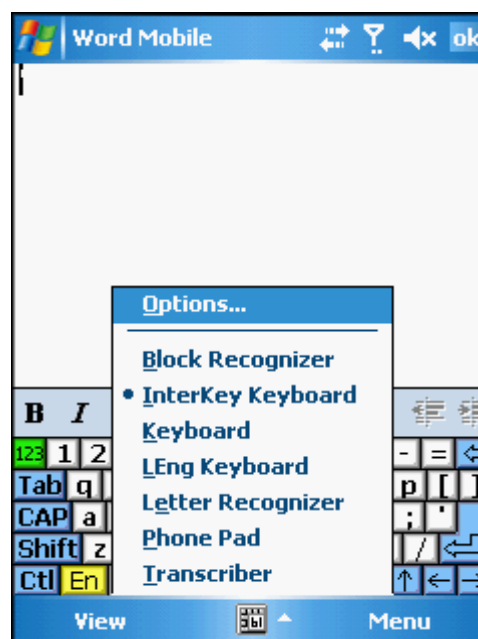 Word Mobile ok
Options...
Block Recognizer
InterKey Keyboard
Keyboard
LEng Keyboard
Letter Recognizer
Phone Pad
Transcriber
B I
123 1 2 - =
Tab q p [ ]
CAP a ; '
Shift z /
Ctl En
View Menu